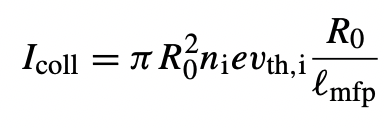 I_coll = π R_0^2 n_i e v_th,i R_0 / ℓ_mfp